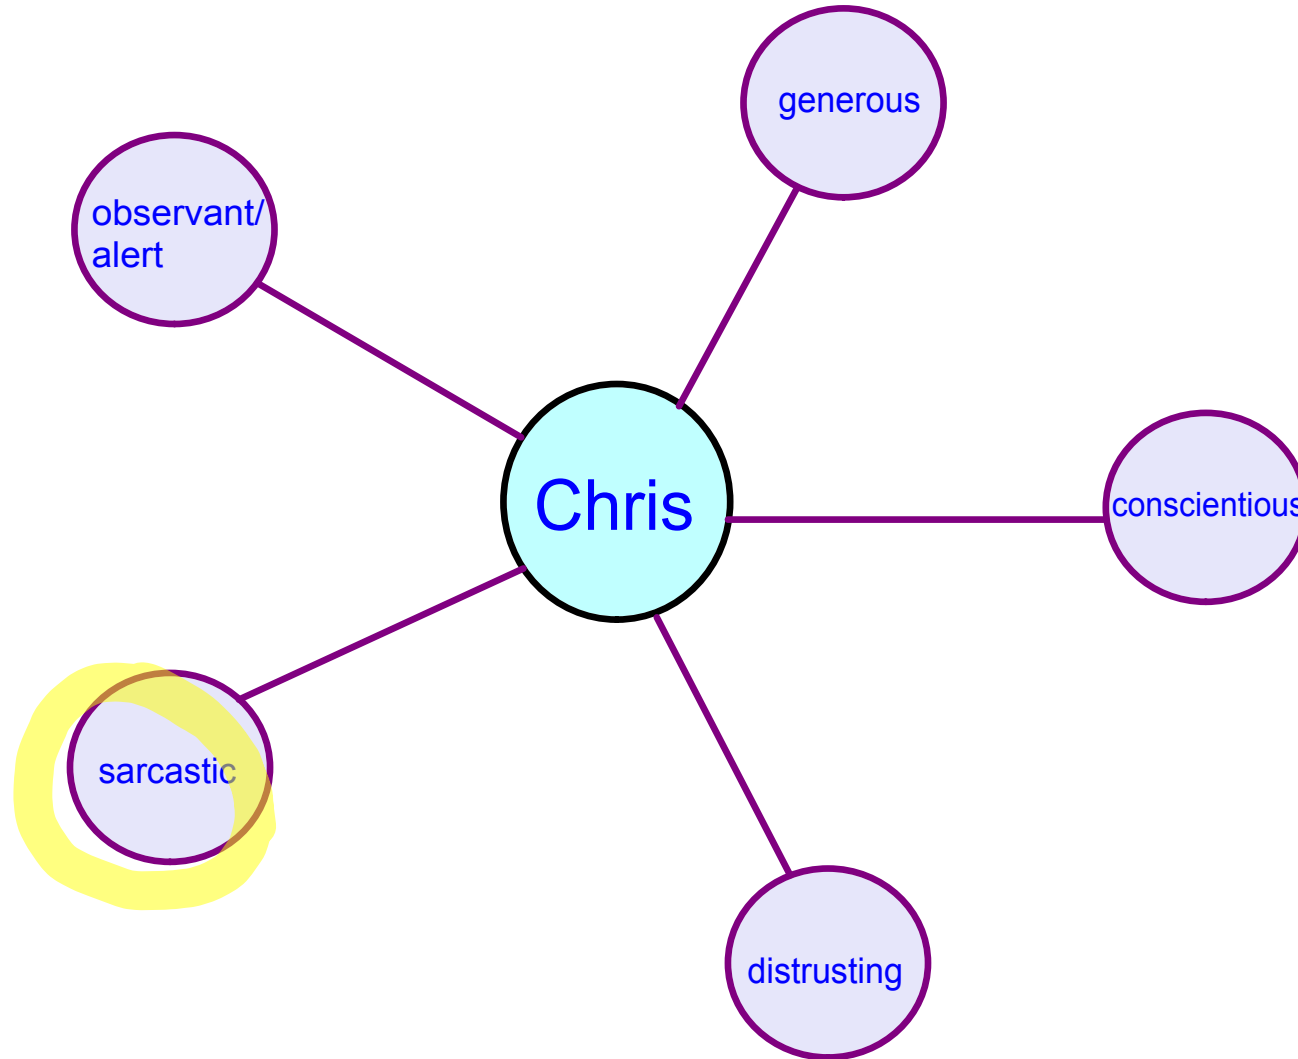 generous
observant/
alert
Chris
conscientious
sarcastic
distrusting